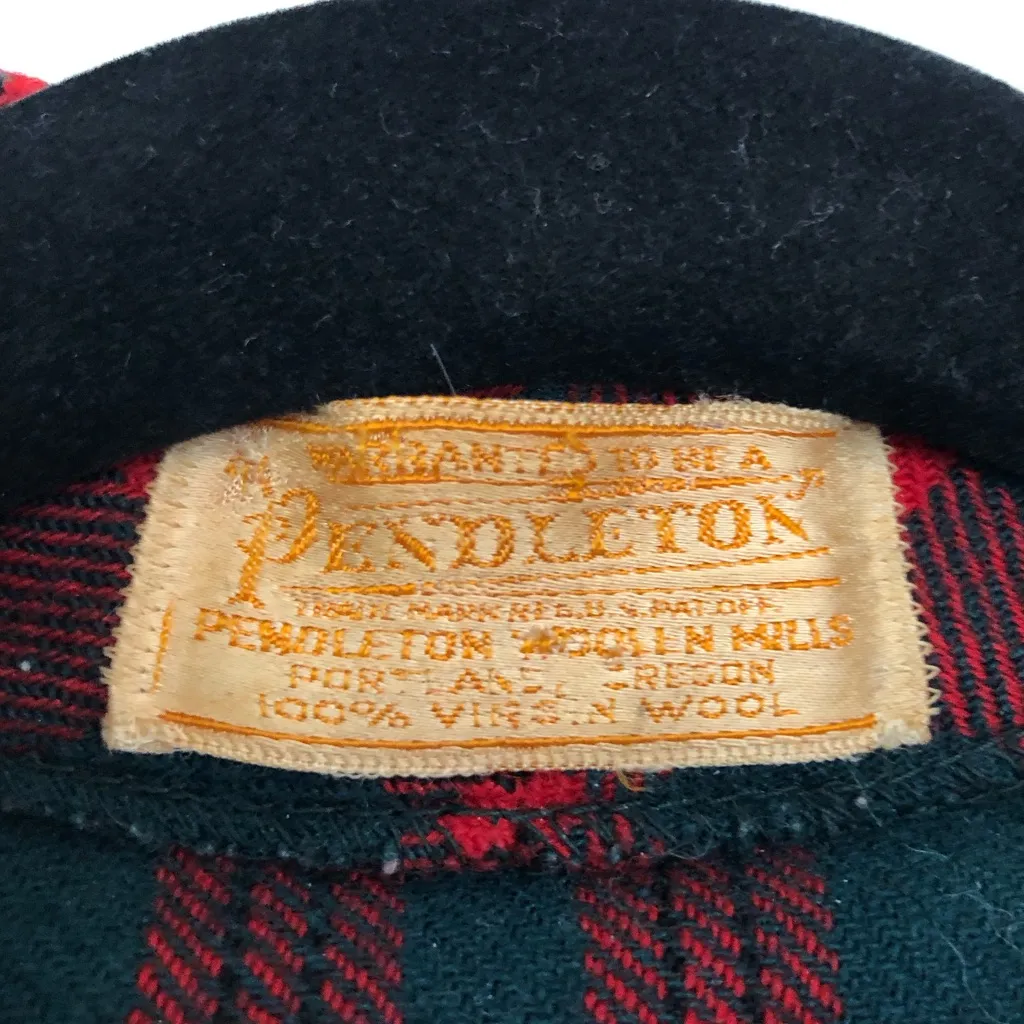 WARRANTED TO BE A
"PENDLETON"
TRADE MARK REG. U.S. PAT. OFF.
PENDLETON WOOLEN MILLS
PORTLAND, OREGON
100% VIRGIN WOOL